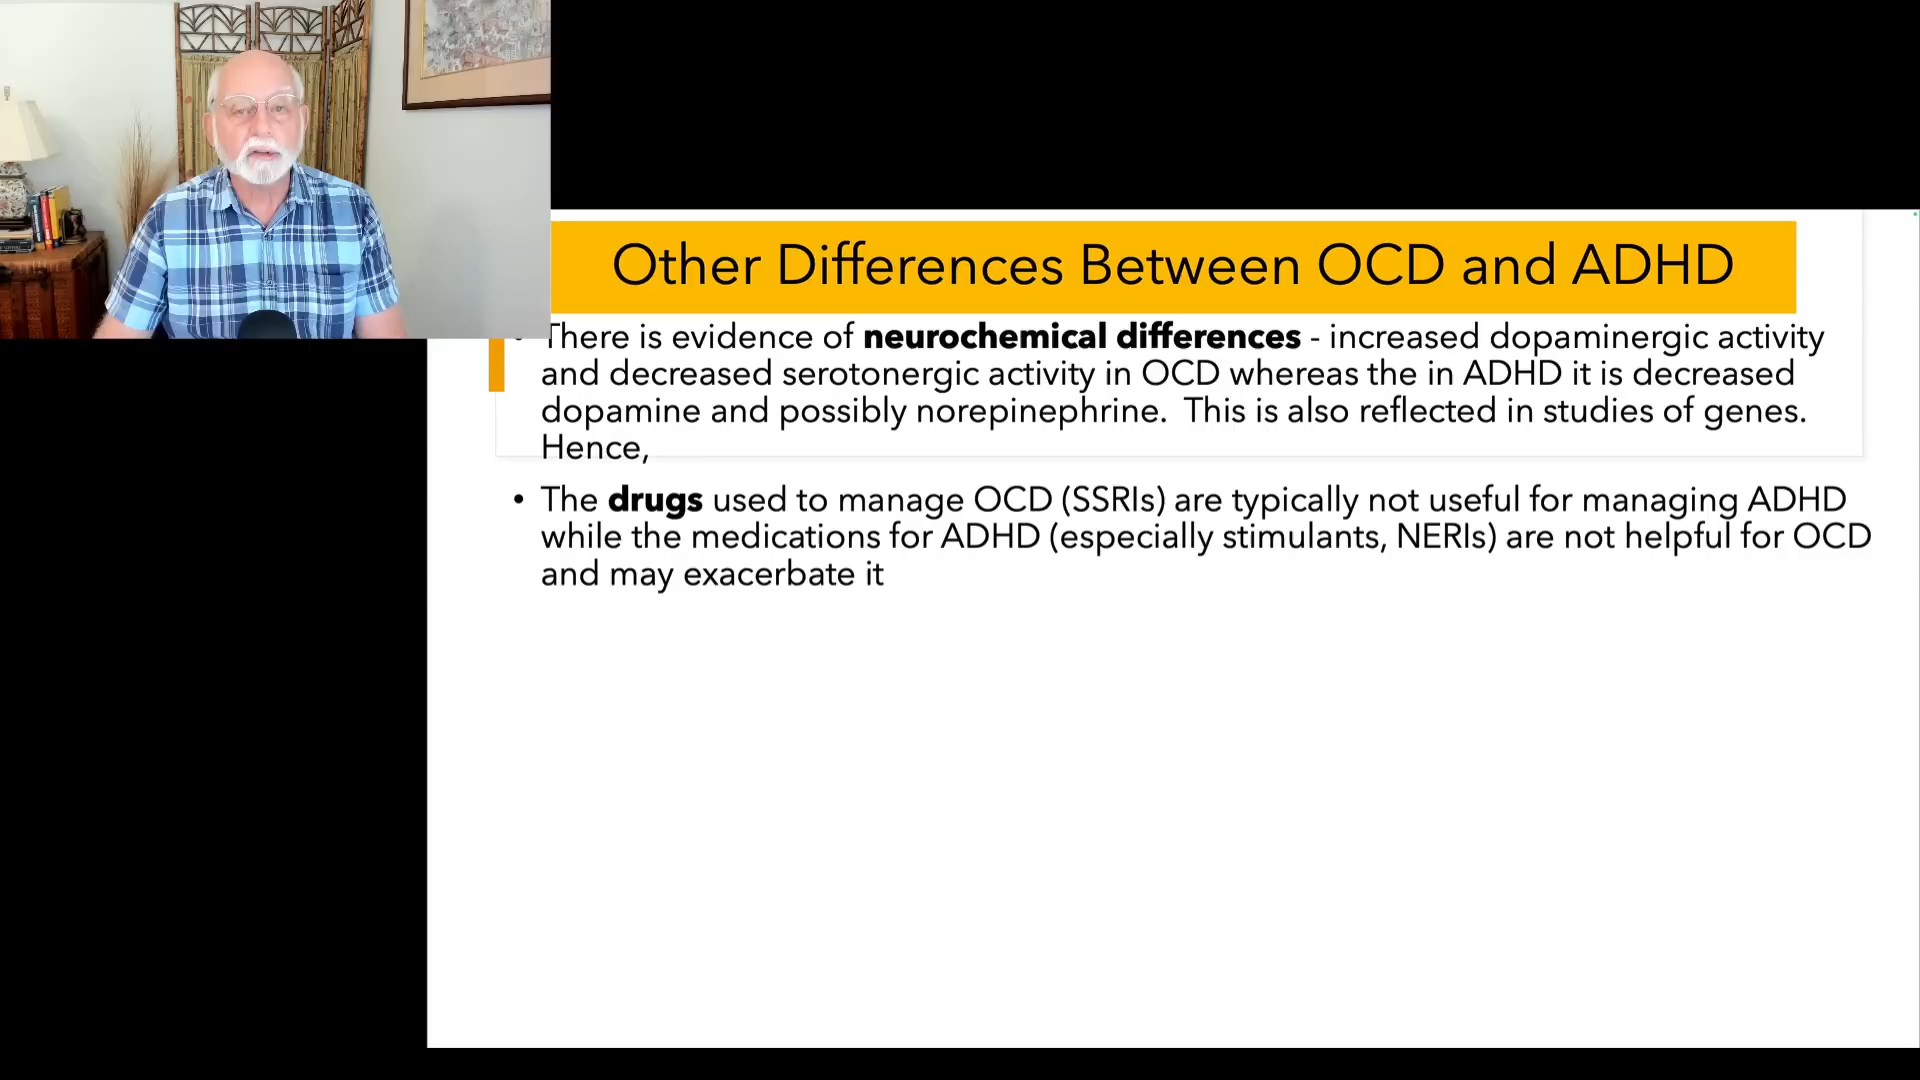 Other Differences Between OCD and ADHD
• There is evidence of neurochemical differences - increased dopaminergic activity
and decreased serotonergic activity in OCD whereas the in ADHD it is decreased
dopamine and possibly norepinephrine. This is also reflected in studies of genes.
Hence,
• The drugs used to manage OCD (SSRIs) are typically not useful for managing ADHD
while the medications for ADHD (especially stimulants, NERIs) are not helpful for OCD
and may exacerbate it